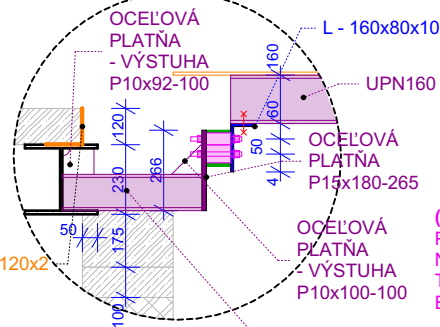 OCEĽOVÁ
PLATŇA
- VÝSTUHA
P10x92-100
L - 160x80x10
UPN160
160
60
50
4
OCEĽOVÁ
PLATŇA
P15x180-265
OCEĽOVÁ
PLATŇA
- VÝSTUHA
P10x100-100
120
230
266
175
100
50
120x2
(